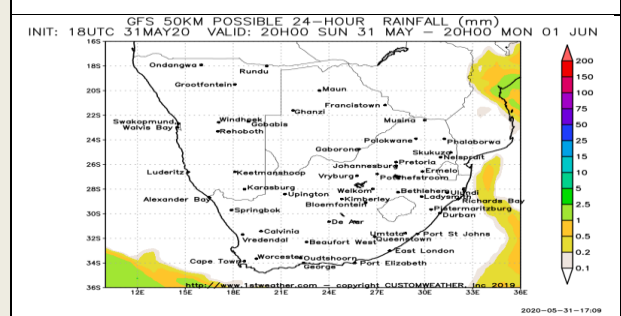 GFS 50KM POSSIBLE 24-HOUR RAINFALL (mm)
INIT: 18UTC 31MAY20 VALID: 20H00 SUN 31 MAY - 20H00 MON 01 JUN
16S
18S
20S
22S
24S
26S
28S
30S
32S
34S
36S
Ondangwa
Rundu
Grootfontein
Maun
Francistown
Ghanzi
Windhoek
Gobabis
Swakopmund
Walvis Bay
Rehoboth
Musina
Polokwane
Phalaborwa
Gaborone
Skukuza
Nelspruit
Johannesburg
Pretoria
Luderitz
Keetmanshoop
Vryburg
Potchefstroom
Ermelo
Karasburg
Upington
Welkom
Bethlehem
Ulundi
Alexander Bay
Kimberley
Ladysmith
Richards Bay
Springbok
Bloemfontein
Pietermaritzburg
Durban
De Aar
Calvinia
Vredendal
Umtata
Port St Johns
Beaufort West
Queenstown
East London
Cape Town
Worcester
Oudtshoorn
George
Port Elizabeth
http://www.1stweather.com - copyright CUSTOMWEATHER, Inc 2019
12E 15E 18E 21E 24E 27E 30E 33E 36E
200
150
100
75
50
25
15
10
5
2.5
1
0.5
0.2
0.1
2020-05-31-17:09